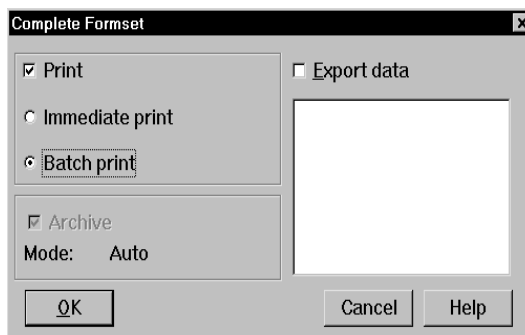 Complete Formset
Print
Export data
Immediate print
Batch print
Archive
Mode: Auto
OK
Cancel
Help